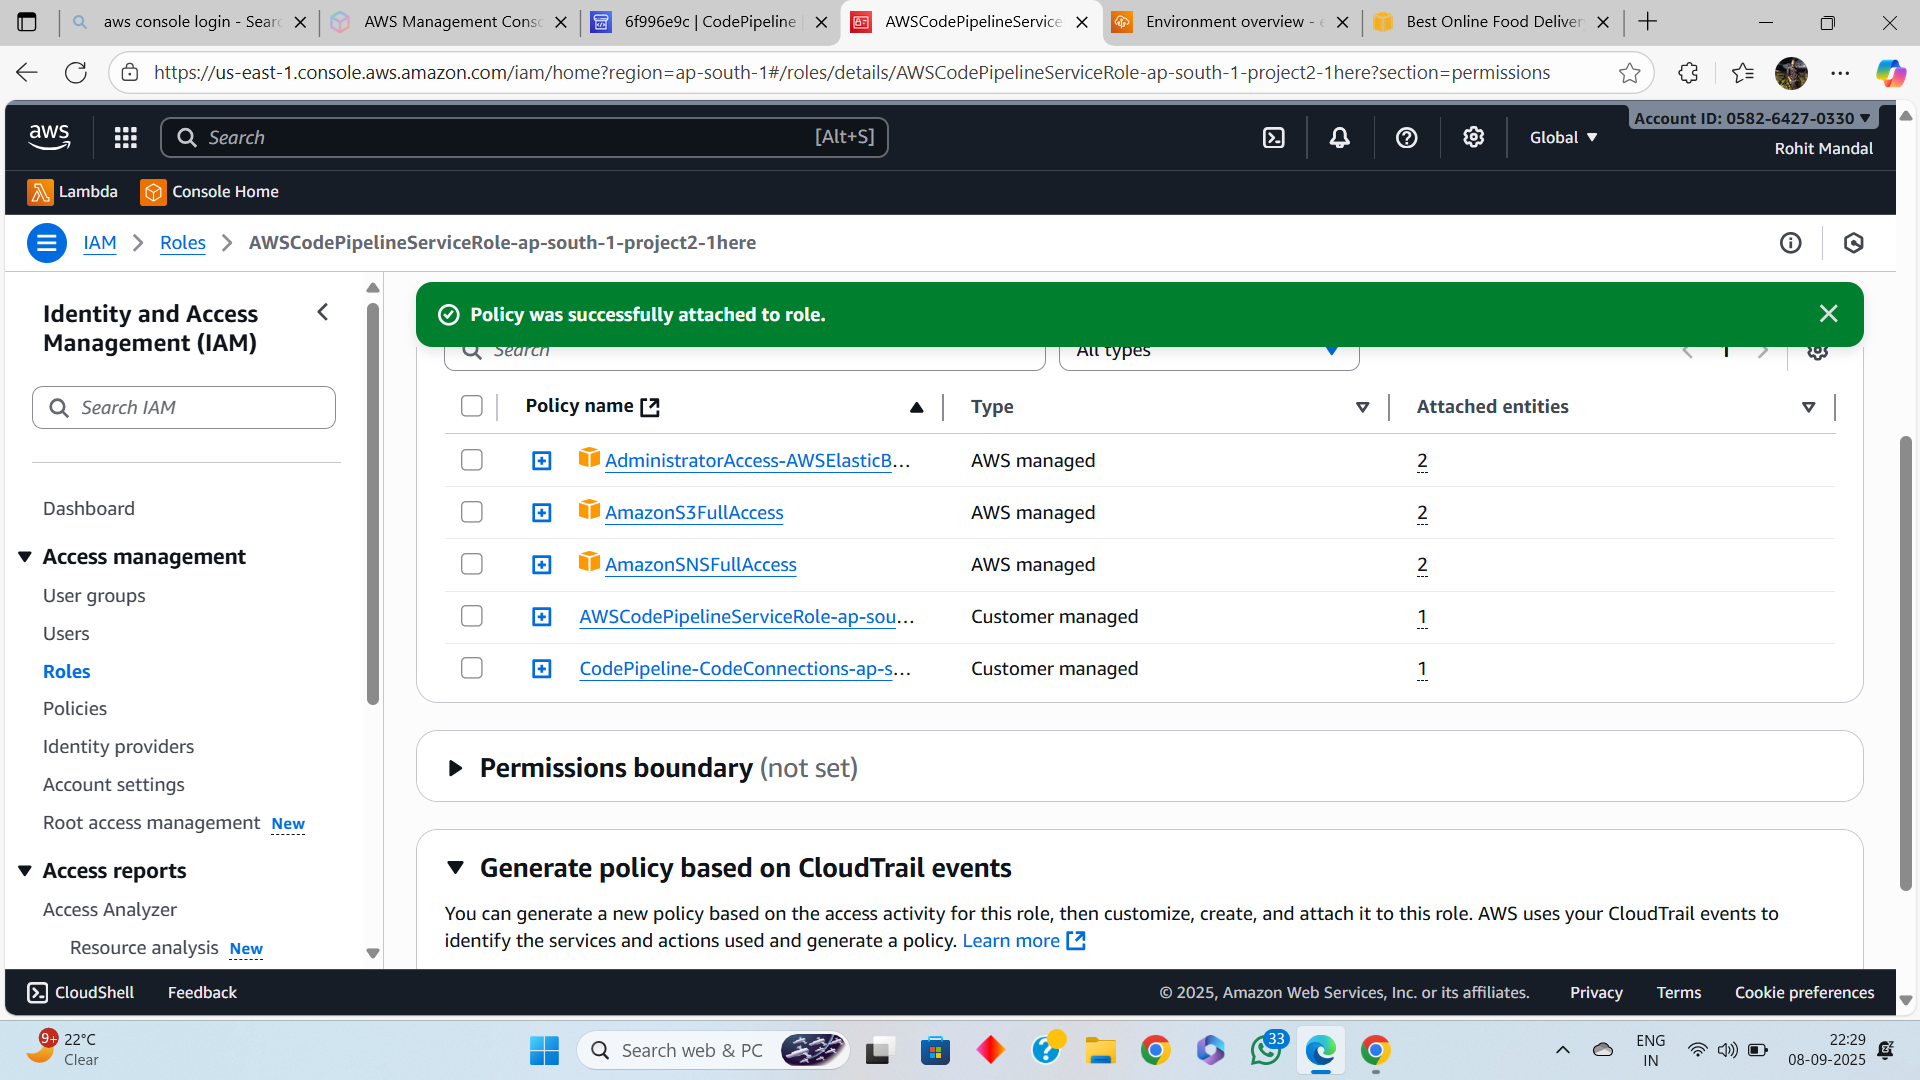 aws console login - Searc
AWS Management Conso
6f996e9c | CodePipeline |
AWSCodePipelineService
Environment overview - e
Best Online Food Deliver
https://us-east-1.console.aws.amazon.com/iam/home?region=ap-south-1#/roles/details/AWSCodePipelineServiceRole-ap-south-1-project2-1here?section=permissions
aws
Search
[Alt+S]
Global
Account ID: 0582-6427-0330
Rohit Mandal
Lambda
Console Home
IAM
Roles
AWSCodePipelineServiceRole-ap-south-1-project2-1here
Identity and Access
Management (IAM)
Search IAM
Dashboard
Access management
User groups
Users
Roles
Policies
Identity providers
Account settings
Root access management New
Access reports
Access Analyzer
Resource analysis New
Policy was successfully attached to role.
Search
All types
1
Policy name
Type
Attached entities
AdministratorAccess-AWSElasticB...
AWS managed
2
AmazonS3FullAccess
AWS managed
2
AmazonSNSFullAccess
AWS managed
2
AWSCodePipelineServiceRole-ap-sou...
Customer managed
1
CodePipeline-CodeConnections-ap-s...
Customer managed
1
Permissions boundary (not set)
Generate policy based on CloudTrail events
You can generate a new policy based on the access activity for this role, then customize, create, and attach it to this role. AWS uses your CloudTrail events to
identify the services and actions used and generate a policy. Learn more
CloudShell
Feedback
© 2025, Amazon Web Services, Inc. or its affiliates.
Privacy
Terms
Cookie preferences
9+
22°C
Clear
Search web & PC
33
ENG
IN
22:29
08-09-2025